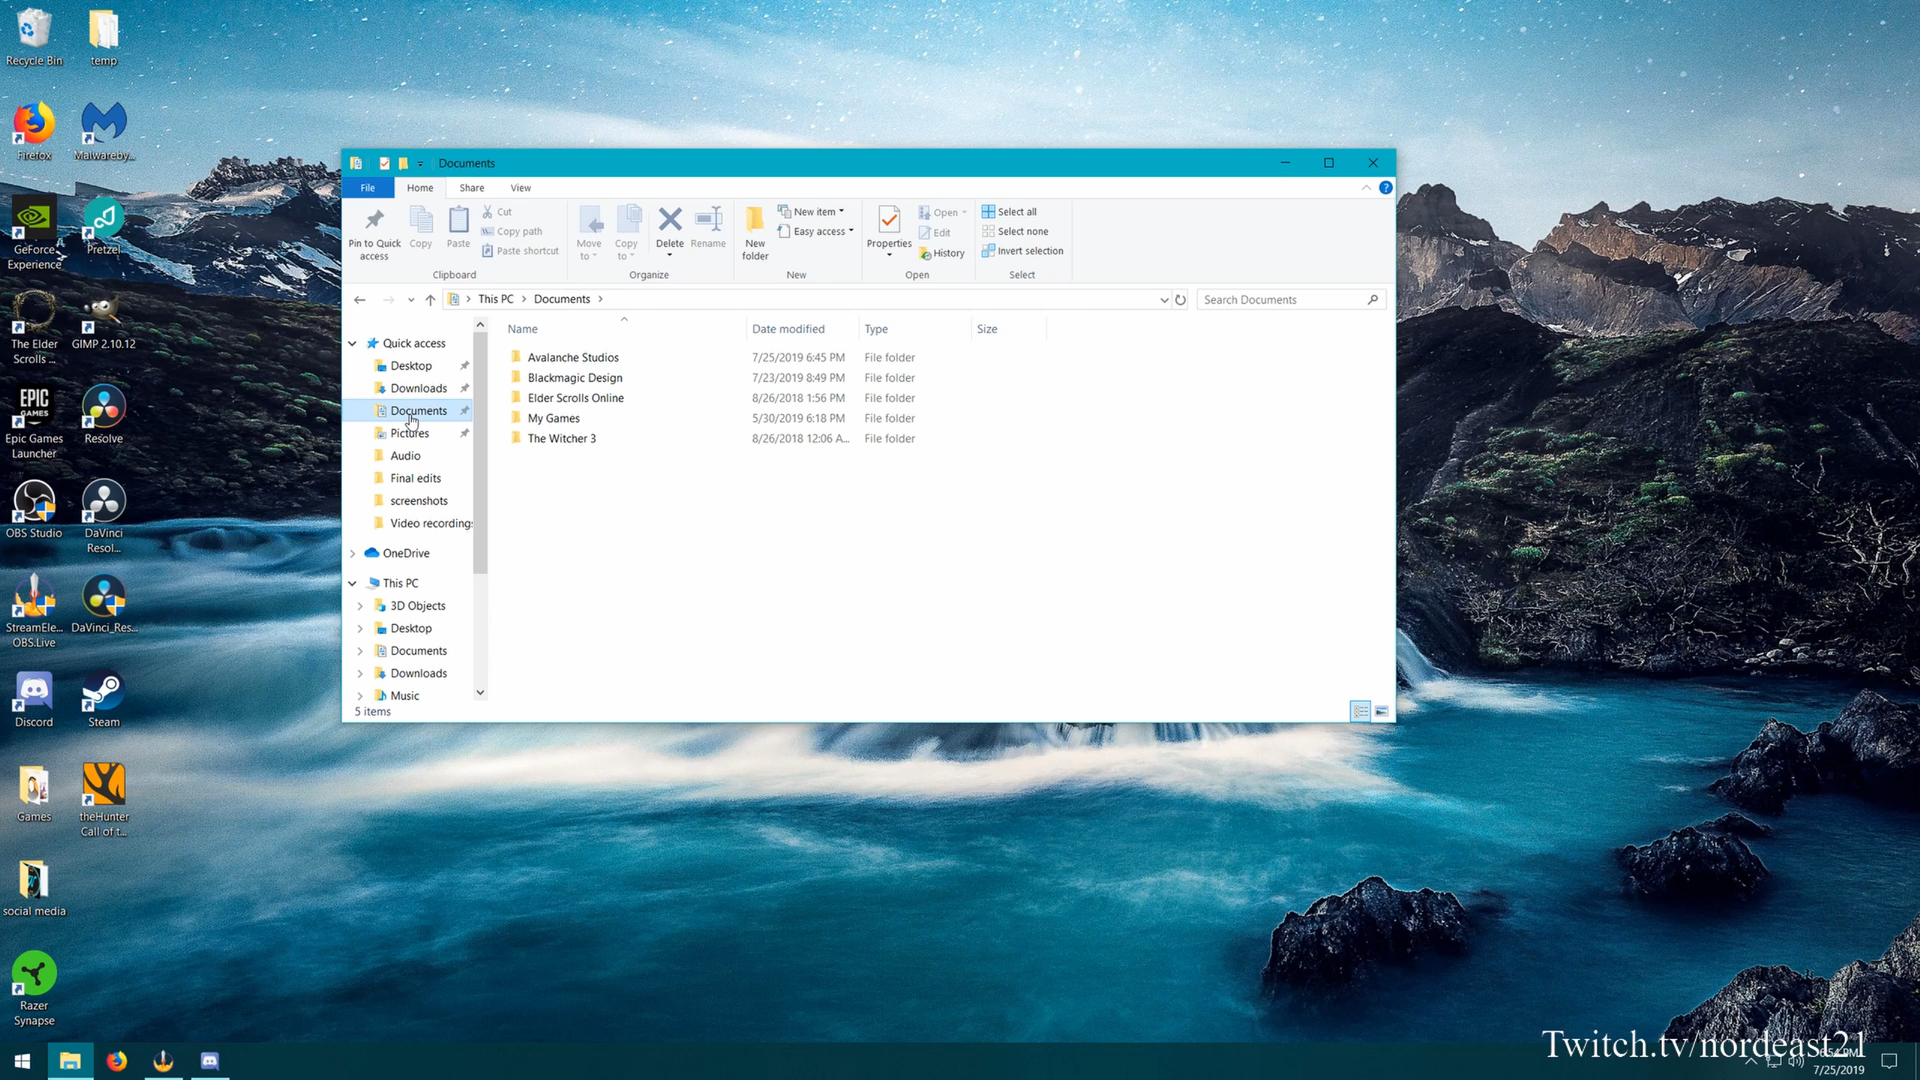 Recycle Bin
temp
Firefox
Malwareby...
GeForce
Experience
Pretzel
The Elder
Scrolls ...
GIMP 2.10.12
EPIC
GAMES
Epic Games
Launcher
Resolve
OBS Studio
DaVinci
Resol...
StreamEle...
OBS.Live
DaVinci_Res...
Discord
Steam
Games
theHunter
Call of t...
social media
Razer
Synapse
Documents
File
Home
Share
View
Pin to Quick
access
Copy
Paste
Cut
Copy path
Paste shortcut
Clipboard
Move
to
Copy
to
Delete
Rename
Organize
New
folder
New item
Easy access
New
Properties
Open
Edit
History
Open
Select all
Select none
Invert selection
Select
This PC > Documents >
Search Documents
Quick access
Desktop
Downloads
Documents
Pictures
Audio
Final edits
screenshots
Video recordings
OneDrive
This PC
3D Objects
Desktop
Documents
Downloads
Music
Name Date modified Type Size
Avalanche Studios 7/25/2019 6:45 PM File folder
Blackmagic Design 7/23/2019 8:49 PM File folder
Elder Scrolls Online 8/26/2018 1:56 PM File folder
My Games 5/30/2019 6:18 PM File folder
The Witcher 3 8/26/2018 12:06 A... File folder
5 items
Twitch.tv/nordeast21
7/25/2019